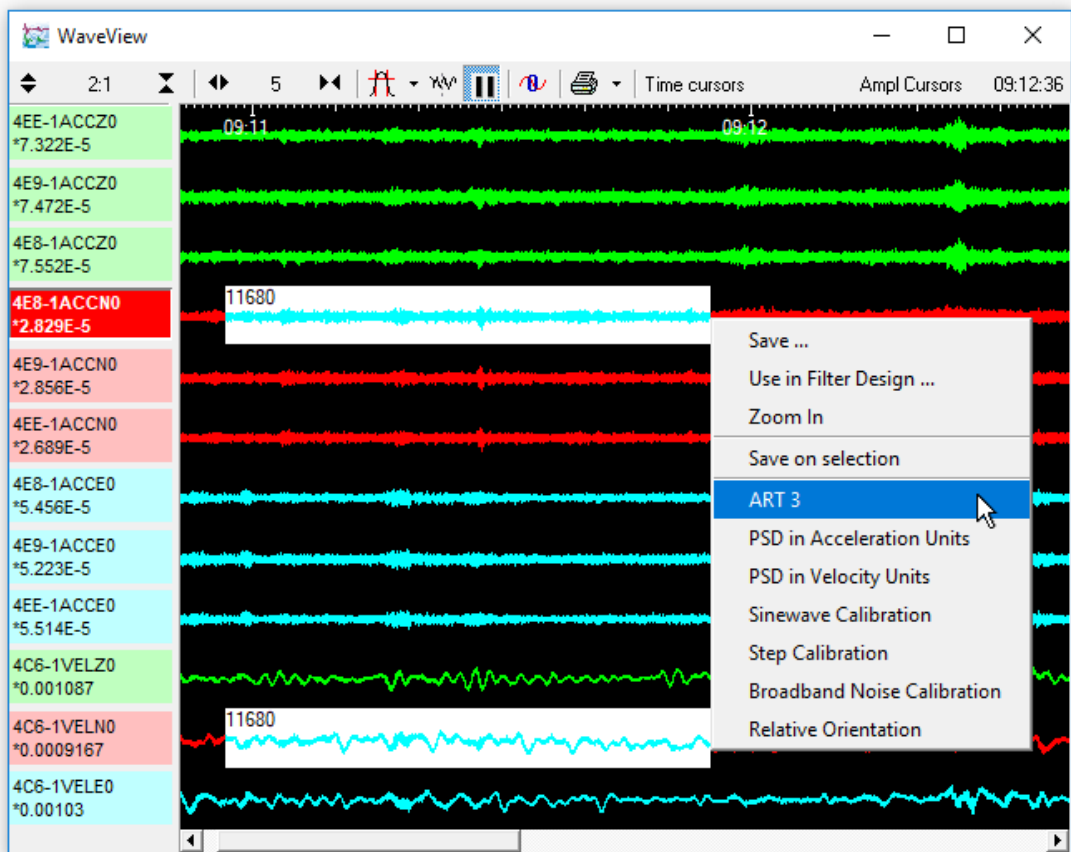 WaveView
2:1 5 Time cursors Ampl Cursors 09:12:36
09:11 09:12
4EE-1ACCZ0
*7.322E-5
4E9-1ACCZ0
*7.472E-5
4E8-1ACCZ0
*7.552E-5
4E8-1ACCN0
*2.829E-5
11680
4E9-1ACCN0
*2.856E-5
4EE-1ACCN0
*2.689E-5
4E8-1ACCE0
*5.456E-5
4E9-1ACCE0
*5.223E-5
4EE-1ACCE0
*5.514E-5
4C6-1VELZ0
*0.001087
4C6-1VELN0
*0.0009167
11680
4C6-1VELE0
*0.00103
Save ...
Use in Filter Design ...
Zoom In
Save on selection
ART 3
PSD in Acceleration Units
PSD in Velocity Units
Sinewave Calibration
Step Calibration
Broadband Noise Calibration
Relative Orientation